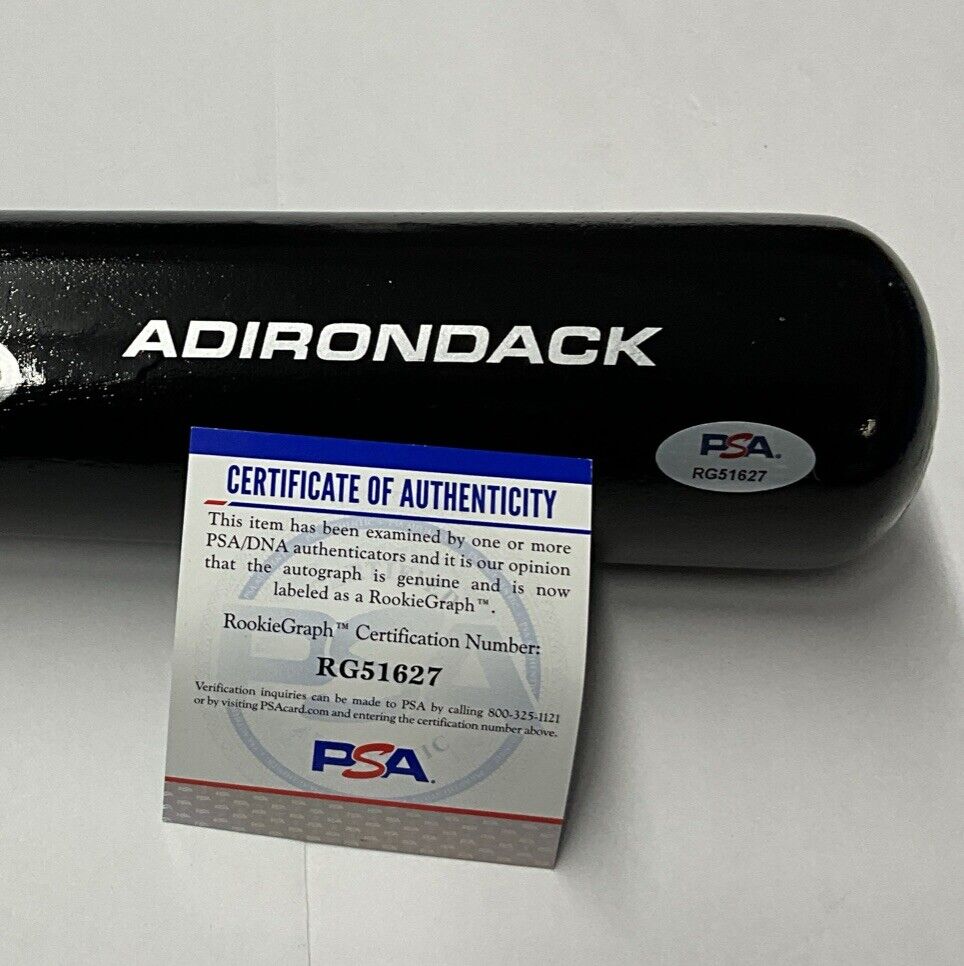 ADIRONDACK
PSA.
RG51627
CERTIFICATE OF AUTHENTICITY
This item has been examined by one or more
PSA/DNA authenticators and it is our opinion
that the autograph is genuine and is now
labeled as a RookieGraph™.
RookieGraph™ Certification Number:
RG51627
Verification inquiries can be made to PSA by calling 800-325-1121
or by visiting PSAcard.com and entering the certification number above.
PSA.